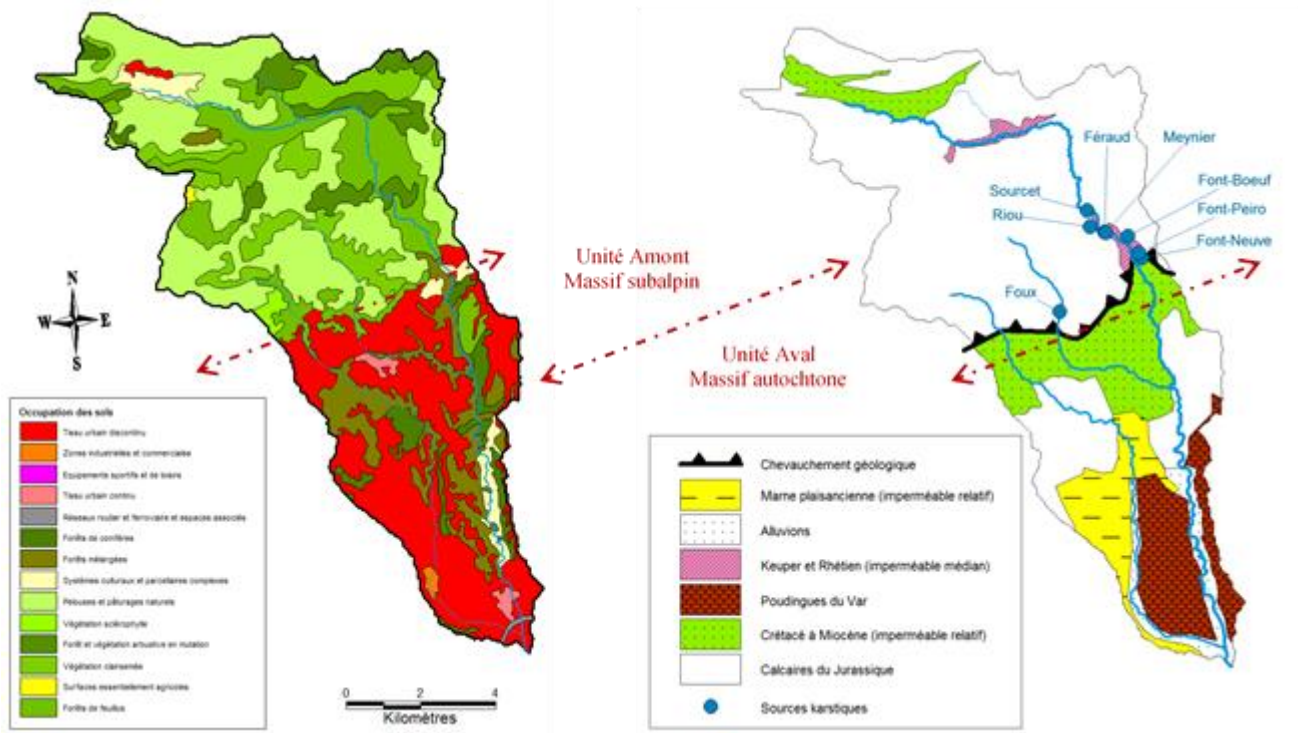 Unité Amont
Massif subalpin
Unité Aval
Massif autochtone
N
W E
S
Occupation des sols
Tissu urbain discontinu
Zones industrielles et commerciales
Equipements sportifs et de loisirs
Tissu urbain continu
Réseaux routier et ferroviaire et espaces associés
Forêts de conifères
Forêts mélangées
Systèmes culturaux et parcellaires complexes
Pelouses et pâturages naturels
Végétation sclérophylle
Forêt et végétation arbustive en mutation
Végétation clairsemée
Surfaces essentiellement agricoles
Forêts de feuillus
0 2 4
Kilomètres
Féraud
Meynier
Sourcet
Font-Boeuf
Riou
Font-Peiro
Font-Neuve
Foux
Chevauchement géologique
Marne plaisancienne (imperméable relatif)
Alluvions
Keuper et Rhétien (imperméable médian)
Poudingues du Var
Crétacé à Miocène (imperméable relatif)
Calcaires du Jurassique
Sources karstiques